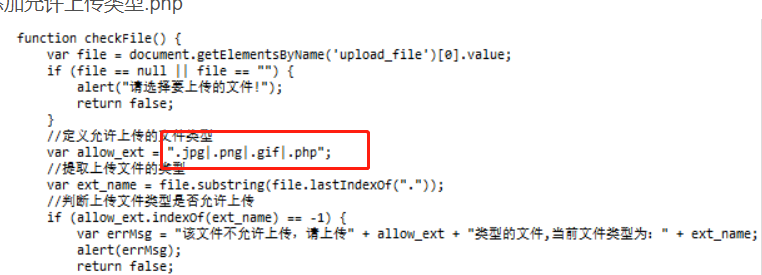 加允许上传类型.php
function checkFile() {
var file = document.getElementsByName('upload_file')[0].value;
if (file == null || file == "") {
alert("请选择要上传的文件!");
return false;
}
//定义允许上传的文件类型
var allow_ext = ".jpg|.png|.gif|.php";
//提取上传文件的类型
var ext_name = file.substring(file.lastIndexOf("."));
//判断上传文件类型是否允许上传
if (allow_ext.indexOf(ext_name) == -1) {
var errMsg = "该文件不允许上传，请上传" + allow_ext + "类型的文件,当前文件类型为：" + ext_name;
alert(errMsg);
return false;